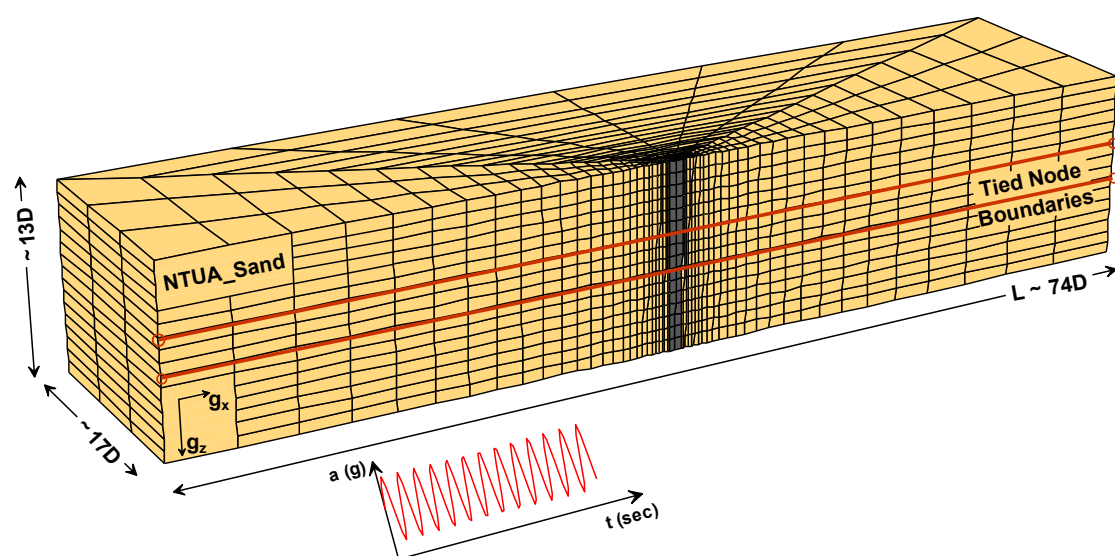 ~13D
Tied Node
Boundaries
NTUA_Sand
L ~ 74D
gx
gz
~17D
a (g)
t (sec)